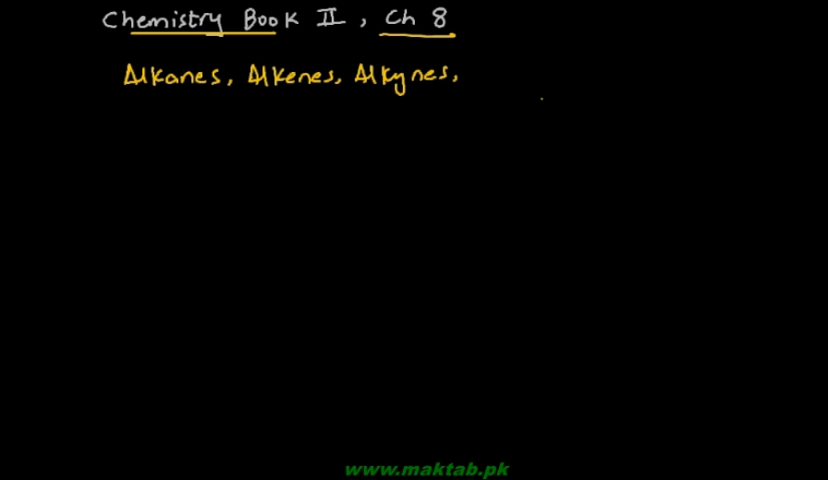 Chemistry Book II, Ch 8
Alkanes, Alkenes, Alkynes,
www.maktab.pk